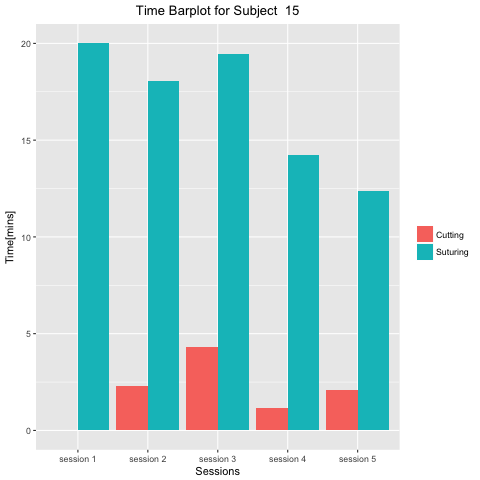 Time Barplot for Subject  15
Time[mins]
20
15
10
5
0
session 1 session 2 session 3 session 4 session 5
Sessions
Cutting
Suturing